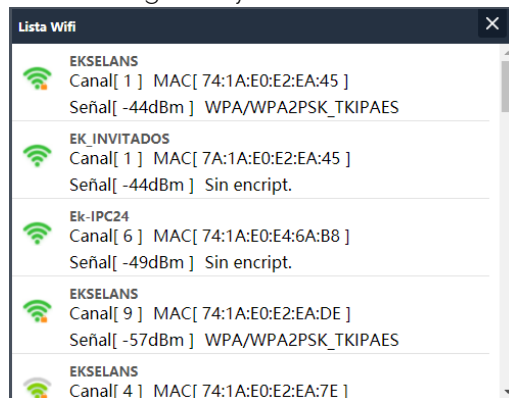 Lista Wifi
EKSELANS
Canal[ 1 ] MAC[ 74:1A:E0:E2:EA:45 ]
Señal[ -44dBm ] WPA/WPA2PSK_TKIPAES
EK_INVITADOS
Canal[ 1 ] MAC[ 7A:1A:E0:E2:EA:45 ]
Señal[ -44dBm ] Sin encript.
Ek-IPC24
Canal[ 6 ] MAC[ 74:1A:E0:E4:6A:B8 ]
Señal[ -49dBm ] Sin encript.
EKSELANS
Canal[ 9 ] MAC[ 74:1A:E0:E2:EA:DE ]
Señal[ -57dBm ] WPA/WPA2PSK_TKIPAES
EKSELANS
Canal[ 4 ] MAC[ 74:1A:E0:E2:EA:7E ]